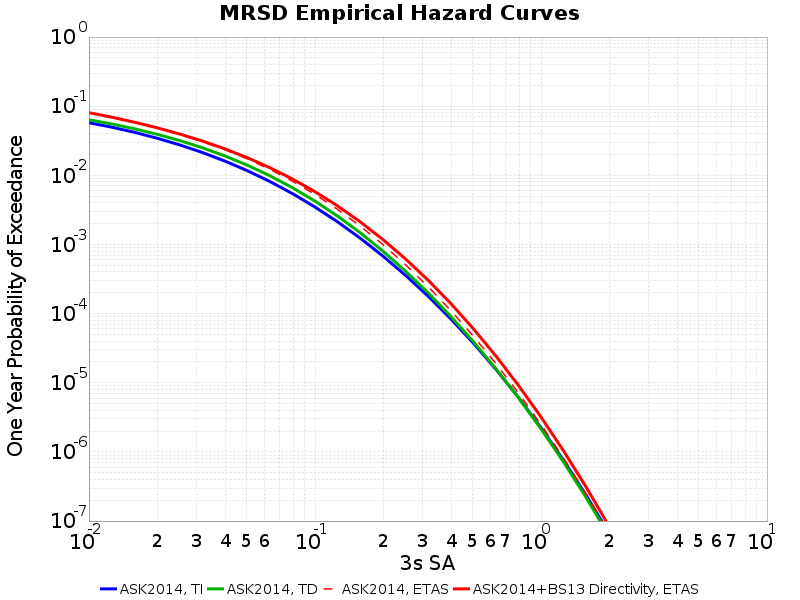 MRSD Empirical Hazard Curves
One Year Probability of Exceedance
10^0
10^-1
10^-2
10^-3
10^-4
10^-5
10^-6
10^-7
10^-2 2 3 4 5 6 10^-1 2 3 4 5 6 7 10^0 2 3 4 5 6 7 10^1
3s SA
ASK2014, TI ASK2014, TD ASK2014, ETAS ASK2014+BS13 Directivity, ETAS